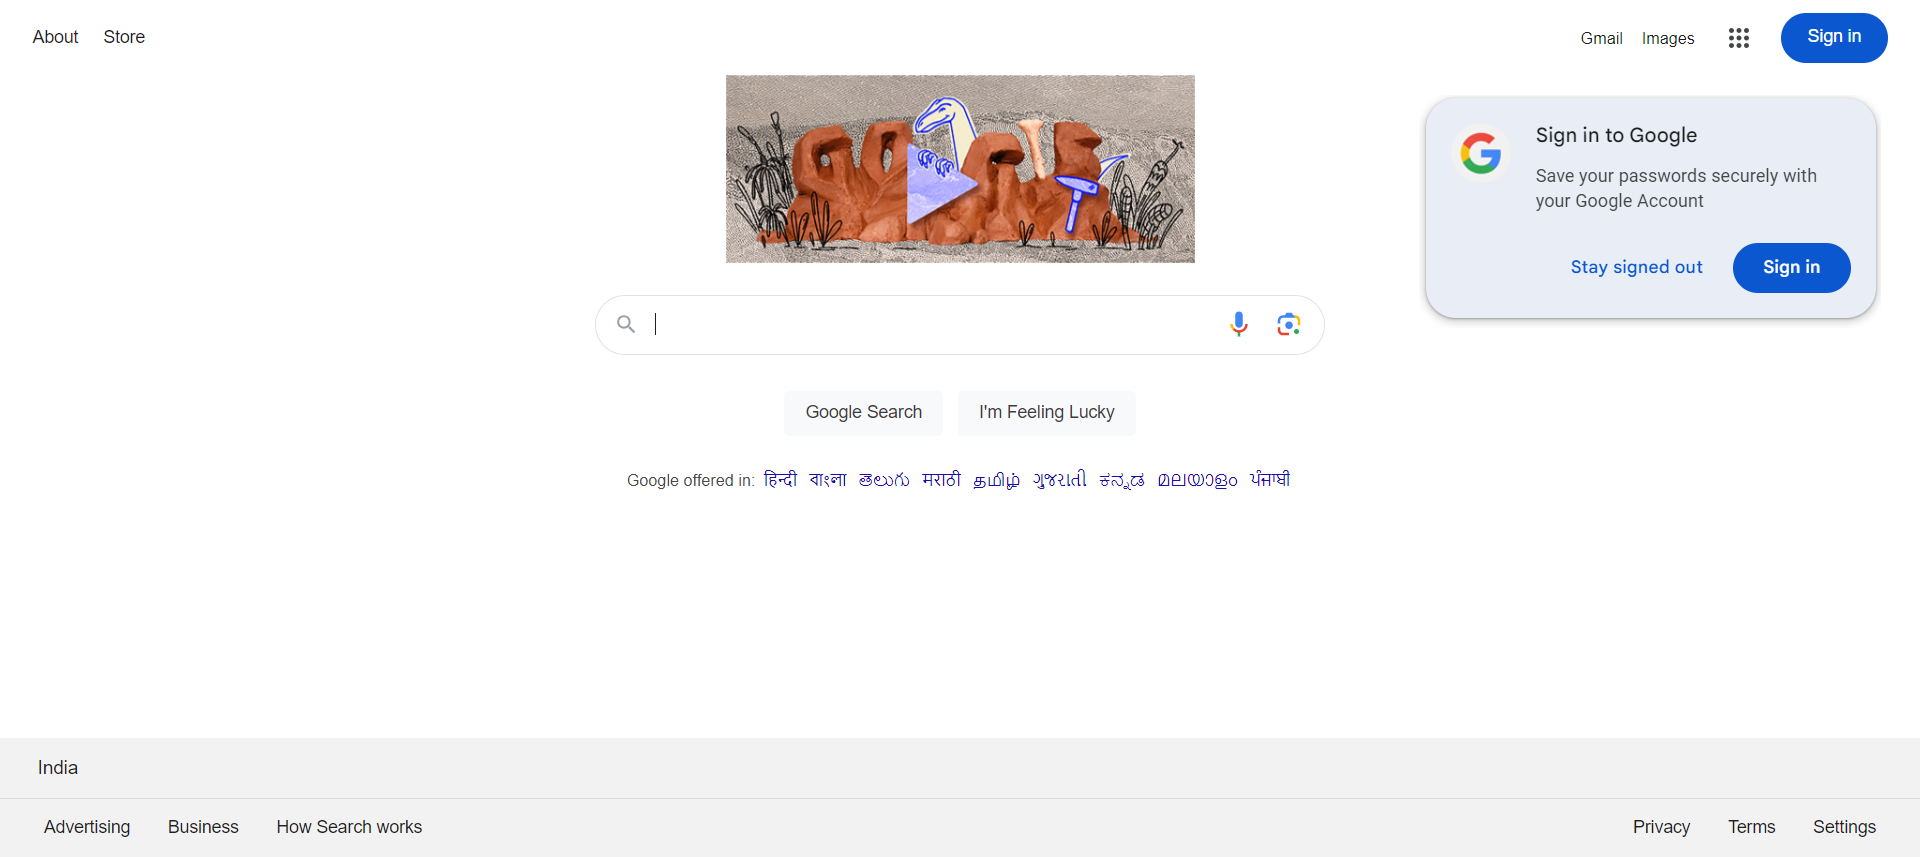 About Store
Gmail Images Sign in
GOOGLE
Sign in to Google
Save your passwords securely with
your Google Account
Stay signed out Sign in
Google Search I'm Feeling Lucky
Google offered in: हिन्दी বাংলা తెలుగు मराठी தமிழ் ગુજરાતી ಕನ್ನಡ മലയാളം ਪੰਜਾਬੀ
India
Advertising Business How Search works
Privacy Terms Settings